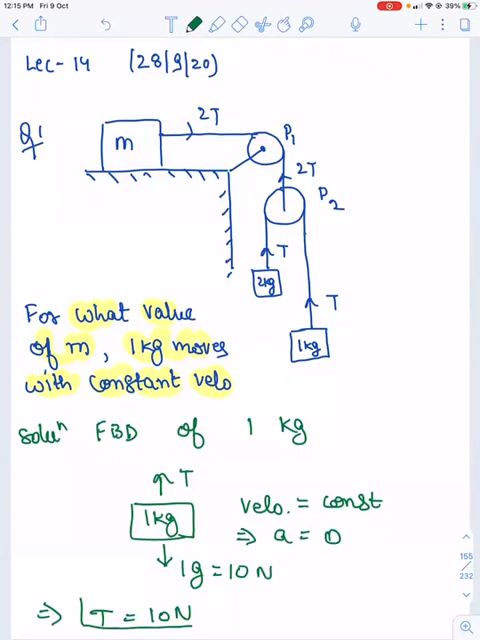 12:15 PM Fri 9 Oct
39%
Lec-14 (28/9/20)
Q1
m
2T
P1
2T
P2
T
2kg
T
1kg
For what value
of m, 1kg moves
with constant velo
Soluⁿ FBD of 1 kg
T
1kg
velo. = const
⇒ a = 0
1g = 10N
⇒ T = 10N
155
232